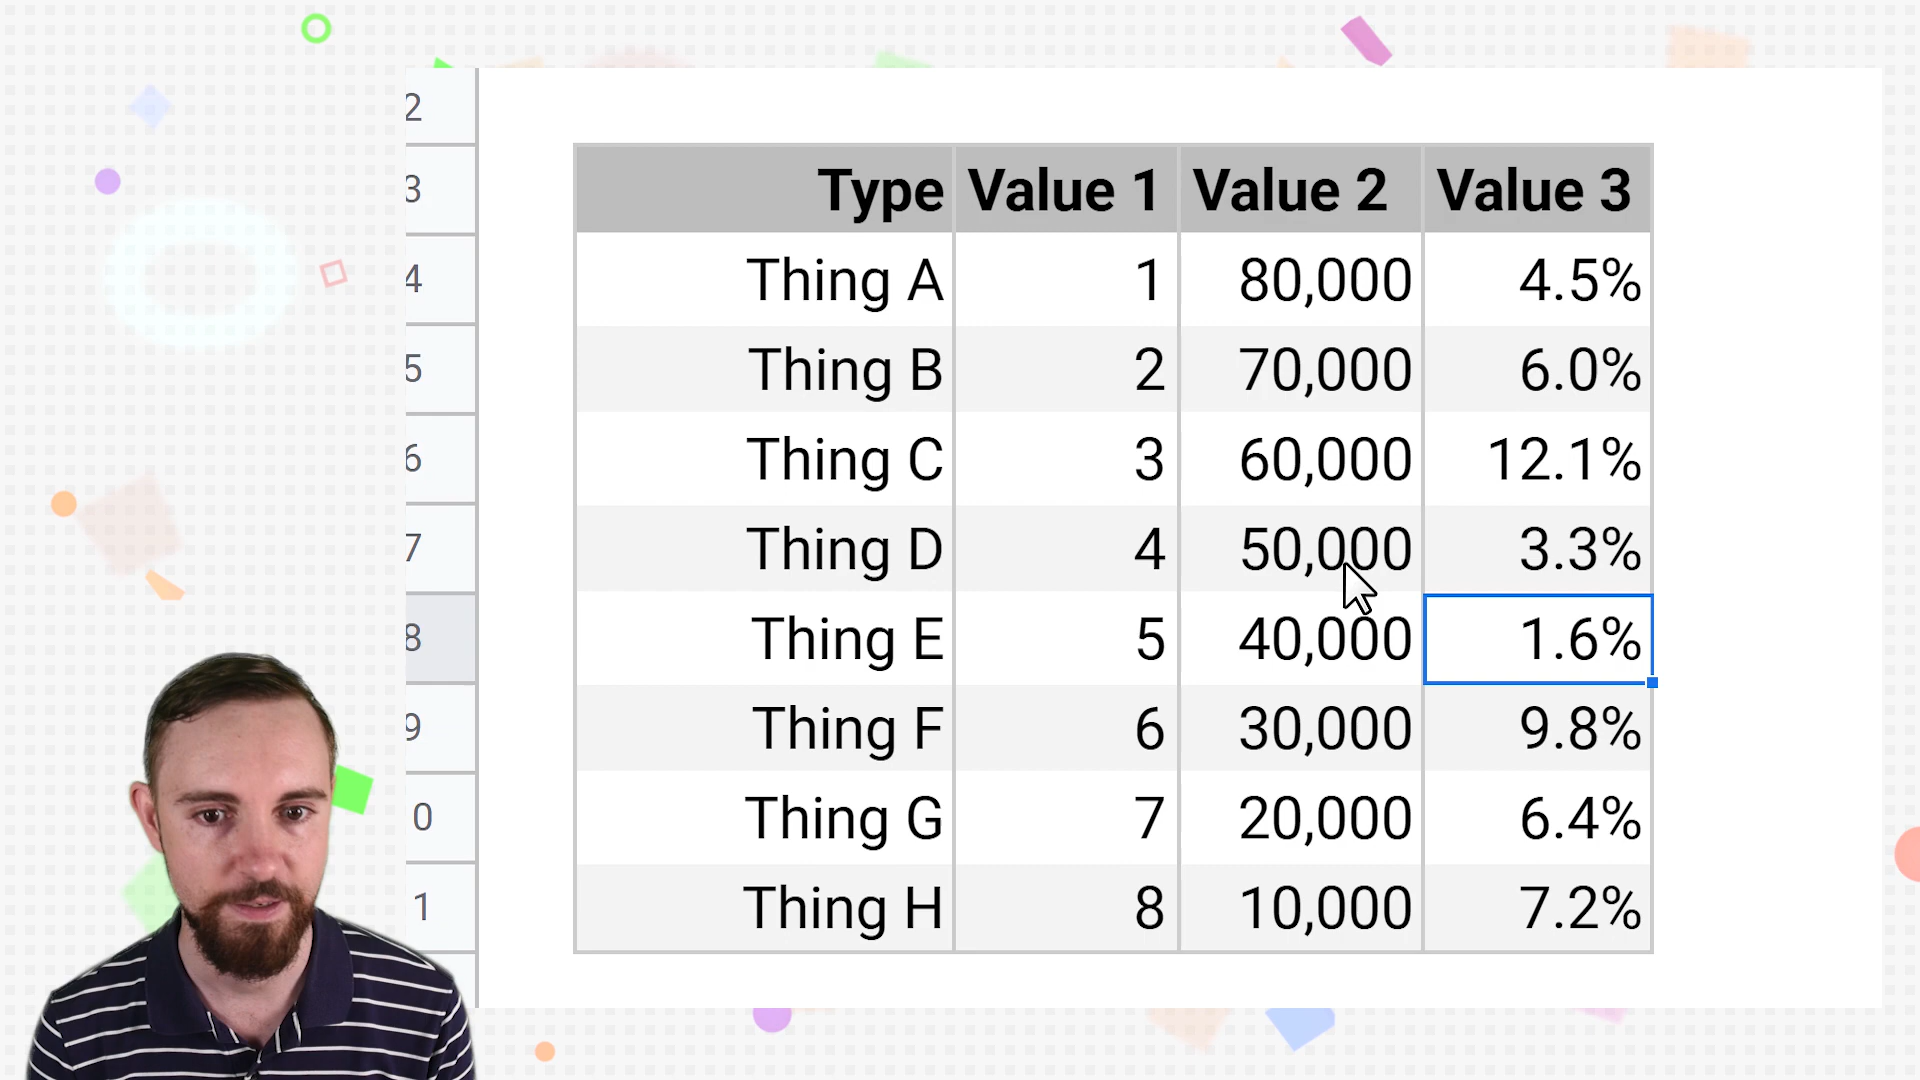 2
3 Type Value 1 Value 2 Value 3
4 Thing A 1 80,000 4.5%
5 Thing B 2 70,000 6.0%
6 Thing C 3 60,000 12.1%
7 Thing D 4 50,000 3.3%
8 Thing E 5 40,000 1.6%
9 Thing F 6 30,000 9.8%
0 Thing G 7 20,000 6.4%
1 Thing H 8 10,000 7.2%